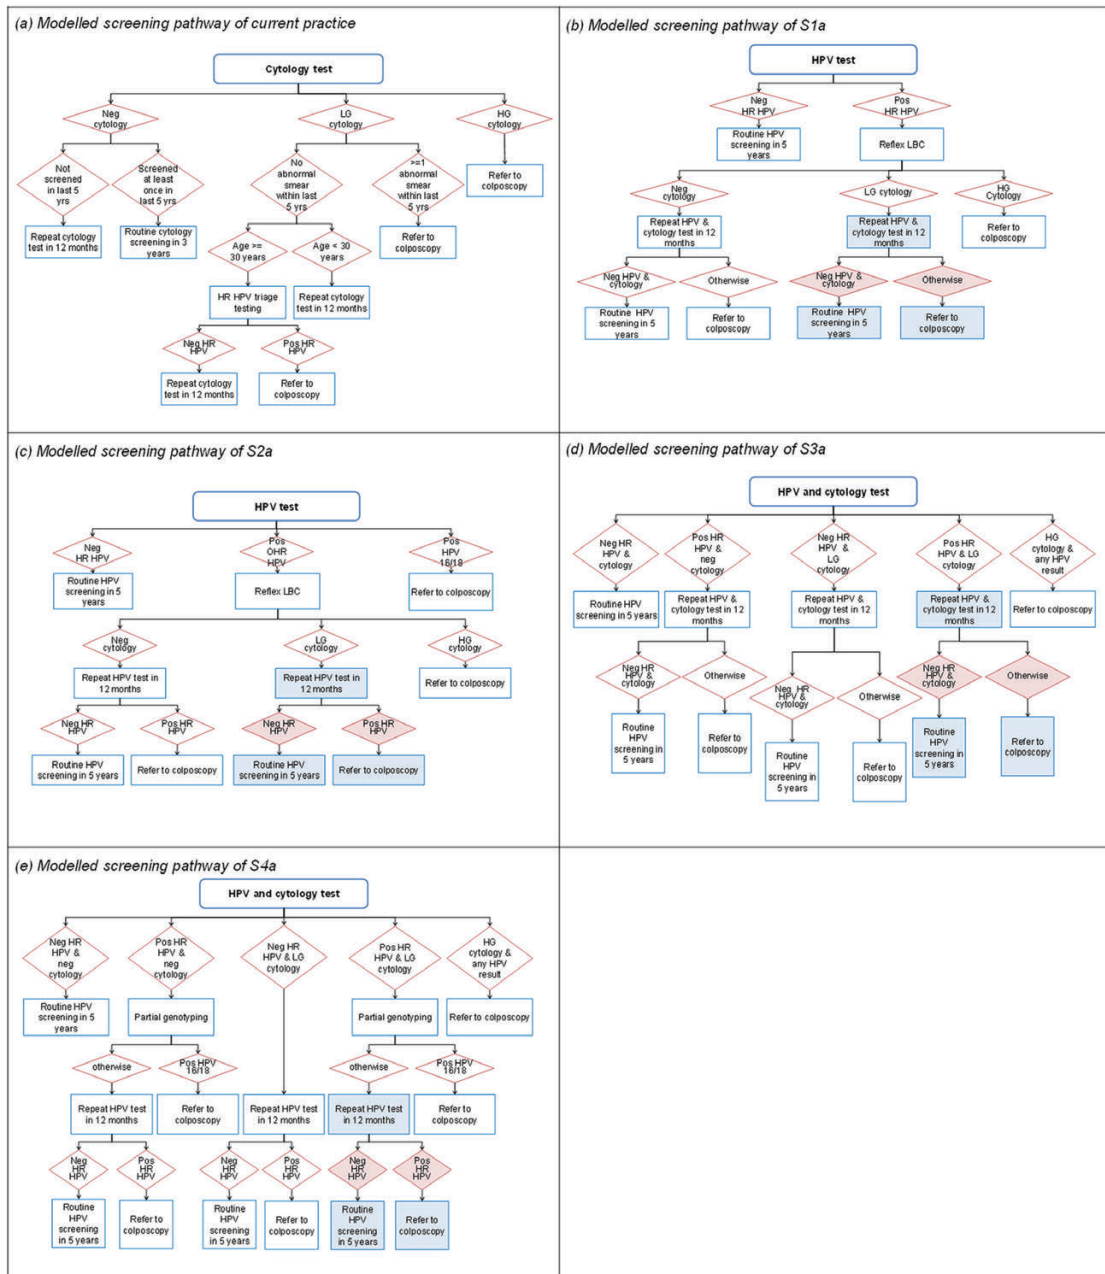 (a) Modelled screening pathway of current practice
Cytology test
Neg
cytology
LG
cytology
HG
cytology
Not
screened
in last 5
yrs
Screened
at least
once in
last 5 yrs
No
abnormal
smear
within last
5 yrs
>=1
abnormal
smear
within last
5 yrs
Refer to
colposcopy
Repeat cytology
test in 12 months
Routine cytology
screening in 3
years
Age >=
30 years
Age < 30
years
Refer to
colposcopy
HR HPV triage
testing
Repeat cytology
test in 12 months
Neg HR
HPV
Pos HR
HPV
Repeat cytology
test in 12 months
Refer to
colposcopy
(b) Modelled screening pathway of S1a
HPV test
Neg
HR HPV
Pos
HR HPV
Routine HPV
screening in 5
years
Reflex LBC
Neg
cytology
LG cytology
HG
Cytology
Repeat HPV &
cytology test in 12
months
Repeat HPV &
cytology test in 12
months
Refer to
colposcopy
Neg HPV &
cytology
Otherwise
Neg HPV &
cytology
Otherwise
Routine HPV
screening in 5
years
Refer to
colposcopy
Routine HPV
screening in 5
years
Refer to
colposcopy
(c) Modelled screening pathway of S2a
HPV test
Neg
HR HPV
Pos
OHR
HPV
Pos
HPV
16/18
Routine HPV
screening in 5
years
Reflex LBC
Refer to
colposcopy
Neg
cytology
LG
cytology
HG
cytology
Repeat HPV test
in 12 months
Repeat HPV test
in 12 months
Refer to
colposcopy
Neg HR
HPV
Pos HR
HPV
Neg HR
HPV
Pos HR
HPV
Routine HPV
screening in 5 years
Refer to
colposcopy
Routine HPV
screening in 5 years
Refer to
colposcopy
(d) Modelled screening pathway of S3a
HPV and cytology test
Neg HR
HPV &
cytology
Pos HR
HPV &
neg
cytology
Neg HR
HPV &
LG
cytology
Pos HR
HPV & LG
cytology
HG
cytology &
any HPV
result
Routine HPV
screening in 5 years
Repeat HPV &
cytology test in 12
months
Repeat HPV &
cytology test in 12
months
Repeat HPV &
cytology test in 12
months
Refer to
colposcopy
Neg HR
HPV &
cytology
Otherwise
Neg HR
HPV &
cytology
Otherwise
Neg HR
HPV &
cytology
Otherwise
Routine
HPV
screening in
5 years
Refer to
colposcopy
Routine
HPV
screening in
5 years
Refer to
colposcopy
Routine
HPV
screening in
5 years
Refer to
colposcopy
(e) Modelled screening pathway of S4a
HPV and cytology test
Neg HR
HPV &
neg
cytology
Pos HR
HPV &
neg
cytology
Neg HR
HPV & LG
cytology
Pos HR
HPV & LG
cytology
HG
cytology &
any HPV
result
Routine HPV
screening in 5
years
Partial genotyping
Partial genotyping
Refer to
colposcopy
otherwise
Pos HPV
16/18
otherwise
Pos HPV
16/18
Repeat HPV test
in 12 months
Refer to
colposcopy
Repeat HPV test
in 12 months
Repeat HPV test
in 12 months
Refer to
colposcopy
Neg
HR
HPV
Pos
HR
HPV
Neg
HR
HPV
Pos
HR
HPV
Neg
HR
HPV
Pos
HR
HPV
Routine
HPV
screening
in 5 years
Refer to
colposcopy
Routine
HPV
screening
in 5 years
Refer to
colposcopy
Routine
HPV
screening
in 5 years
Refer to
colposcopy